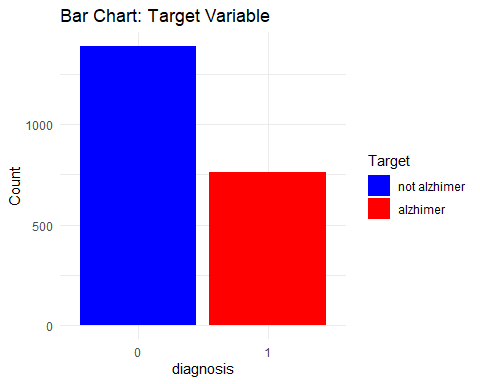 Bar Chart: Target Variable
1000
500
0
Count
0
1
diagnosis
Target
not alzhimer
alzhimer